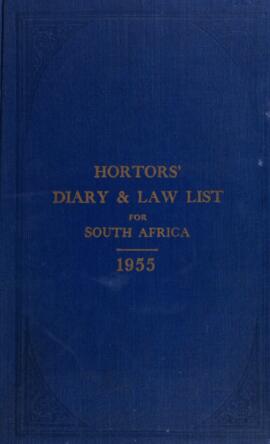 HORTORS'
DIARY & LAW LIST
FOR
SOUTH AFRICA
1955